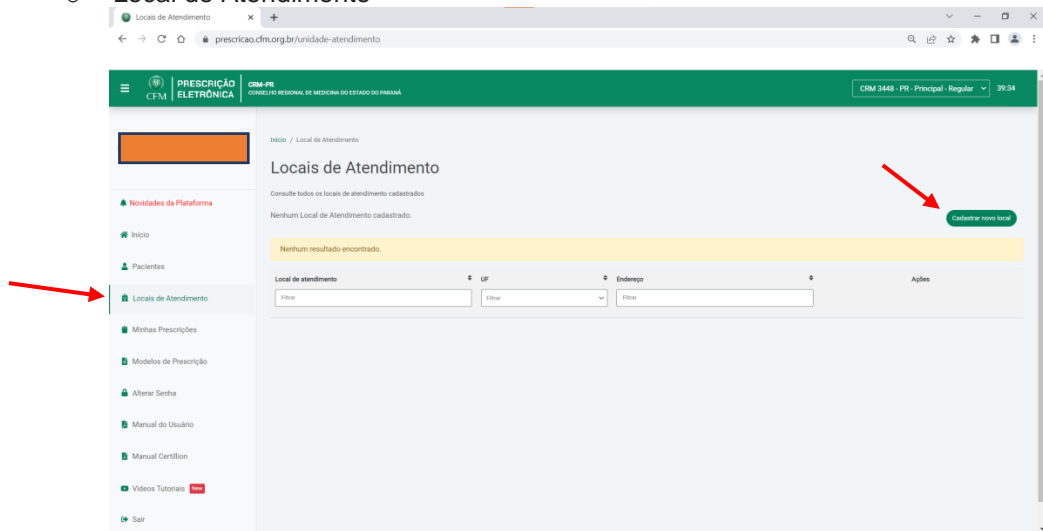 Local de Atendimento
Locais de Atendimento
prescricao.cfm.org.br/unidade-atendimento
CFM
PRESCRIÇÃO ELETRÔNICA
CRM-PR
CONSELHO REGIONAL DE MEDICINA DO ESTADO DO PARANÁ
CRM 3448 - PR - Principal - Regular
39:34
Início / Local de Atendimento
Locais de Atendimento
Consulte todos os locais de atendimento cadastrados
Nenhum Local de Atendimento cadastrado.
Cadastrar novo local
Nenhum resultado encontrado.
Local de atendimento UF Endereço Ações
Filtrar Filtrar Filtrar
Novidades da Plataforma
Início
Pacientes
Locais de Atendimento
Minhas Prescrições
Modelos de Prescrição
Alterar Senha
Manual do Usuário
Manual Certillion
Vídeos Tutoriais New
Sair